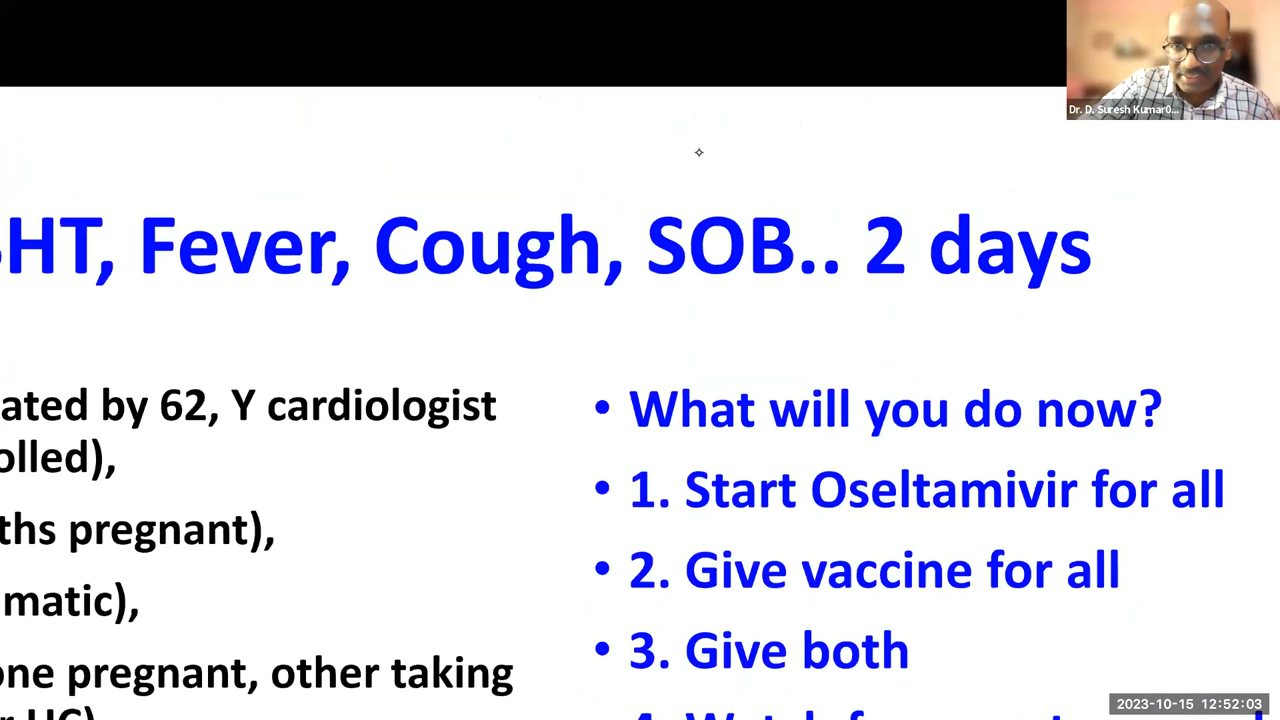 Dr. D. Suresh Kumar0...
HT, Fever, Cough, SOB.. 2 days
ated by 62, Y cardiologist
olled),
ths pregnant),
matic),
one pregnant, other taking
• What will you do now?
• 1. Start Oseltamivir for all
• 2. Give vaccine for all
• 3. Give both
2023-10-15 12:52:03